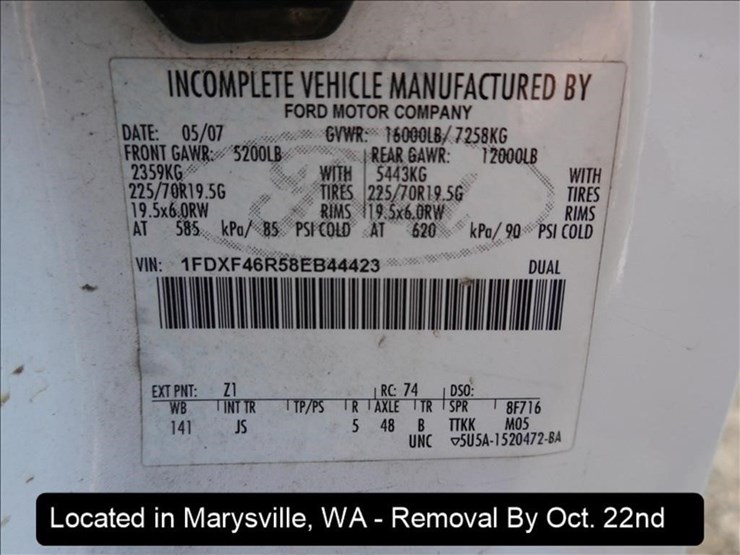 INCOMPLETE VEHICLE MANUFACTURED BY
FORD MOTOR COMPANY
DATE: 05/07 GVWR: 16000LB/ 7258KG
FRONT GAWR: 5200LB REAR GAWR: 12000LB
2359KG WITH 5443KG WITH
225/70R19.5G TIRES 225/70R19.5G TIRES
19.5x6.0RW RIMS 19.5x6.0RW RIMS
AT 585 kPa/ 85 PSI COLD AT 620 kPa/ 90 PSI COLD
VIN: 1FDXF46R58EB44423 DUAL
EXT PNT: Z1 RC: 74 DSO:
WB INT TR TP/PS R AXLE TR SPR 8F716
141 JS 5 48 B TTKK M05
UNC ▽5U5A-1520472-BA
Located in Marysville, WA - Removal By Oct. 22nd